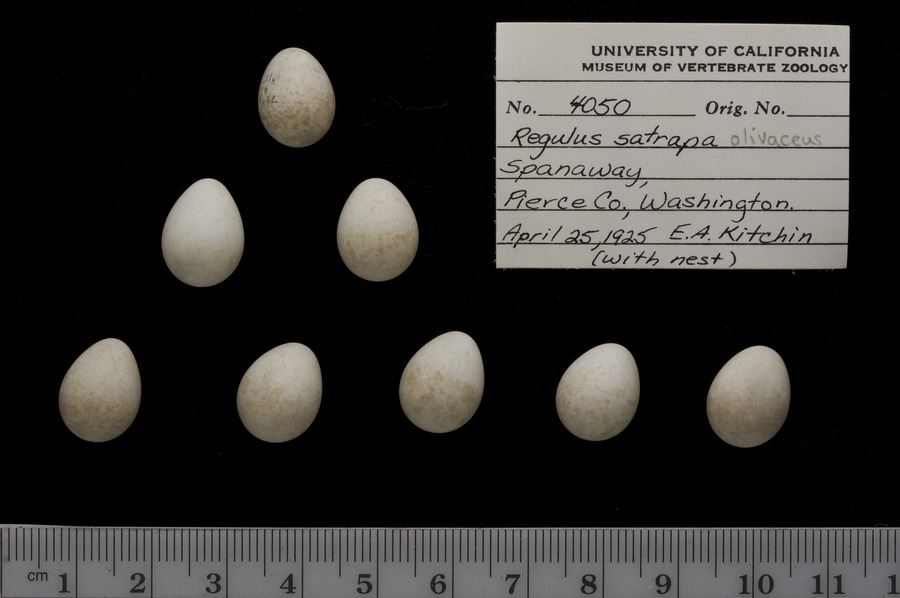 UNIVERSITY OF CALIFORNIA
MUSEUM OF VERTEBRATE ZOOLOGY
No. 4050 Orig. No.
Regulus satrapa olivaceus
Spanaway,
Pierce Co., Washington.
April 25, 1925 E.A. Kitchin
(with nest)
cm 1 2 3 4 5 6 7 8 9 10 11 1